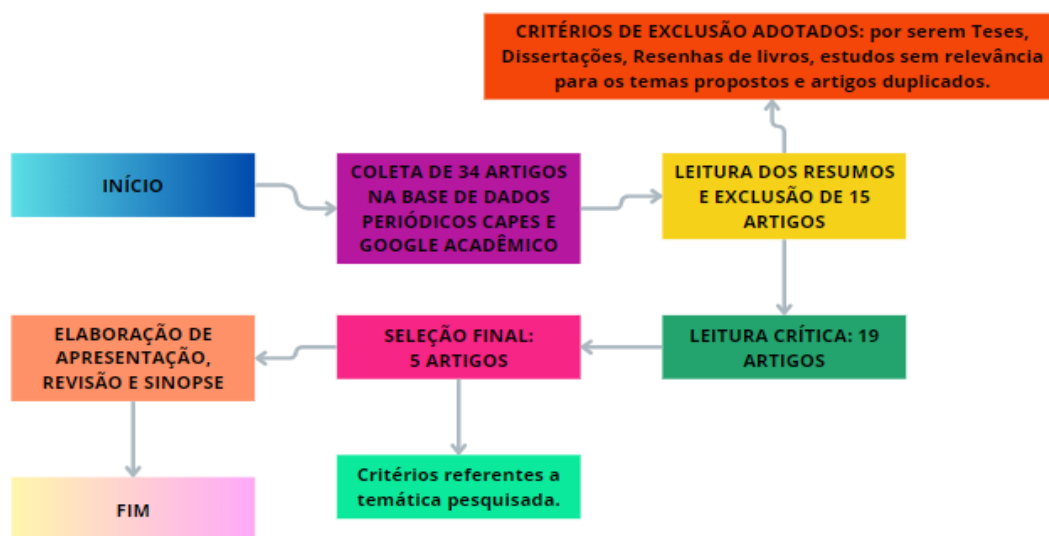 CRITÉRIOS DE EXCLUSÃO ADOTADOS: por serem Teses,
Dissertações, Resenhas de livros, estudos sem relevância
para os temas propostos e artigos duplicados.
INÍCIO
COLETA DE 34 ARTIGOS
NA BASE DE DADOS
PERIÓDICOS CAPES E
GOOGLE ACADÊMICO
LEITURA DOS RESUMOS
E EXCLUSÃO DE 15
ARTIGOS
LEITURA CRÍTICA: 19
ARTIGOS
SELEÇÃO FINAL:
5 ARTIGOS
Critérios referentes a
temática pesquisada.
ELABORAÇÃO DE
APRESENTAÇÃO,
REVISÃO E SINOPSE
FIM